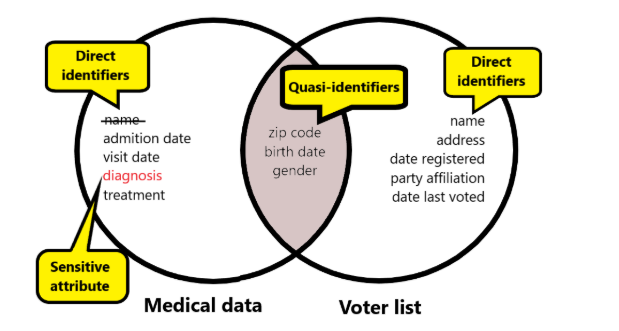 Direct
identifiers
Direct
identifiers
Quasi-identifiers
name
admition date
visit date
diagnosis
treatment
zip code
birth date
gender
name
address
date registered
party affiliation
date last voted
Sensitive
attribute
Medical data
Voter list